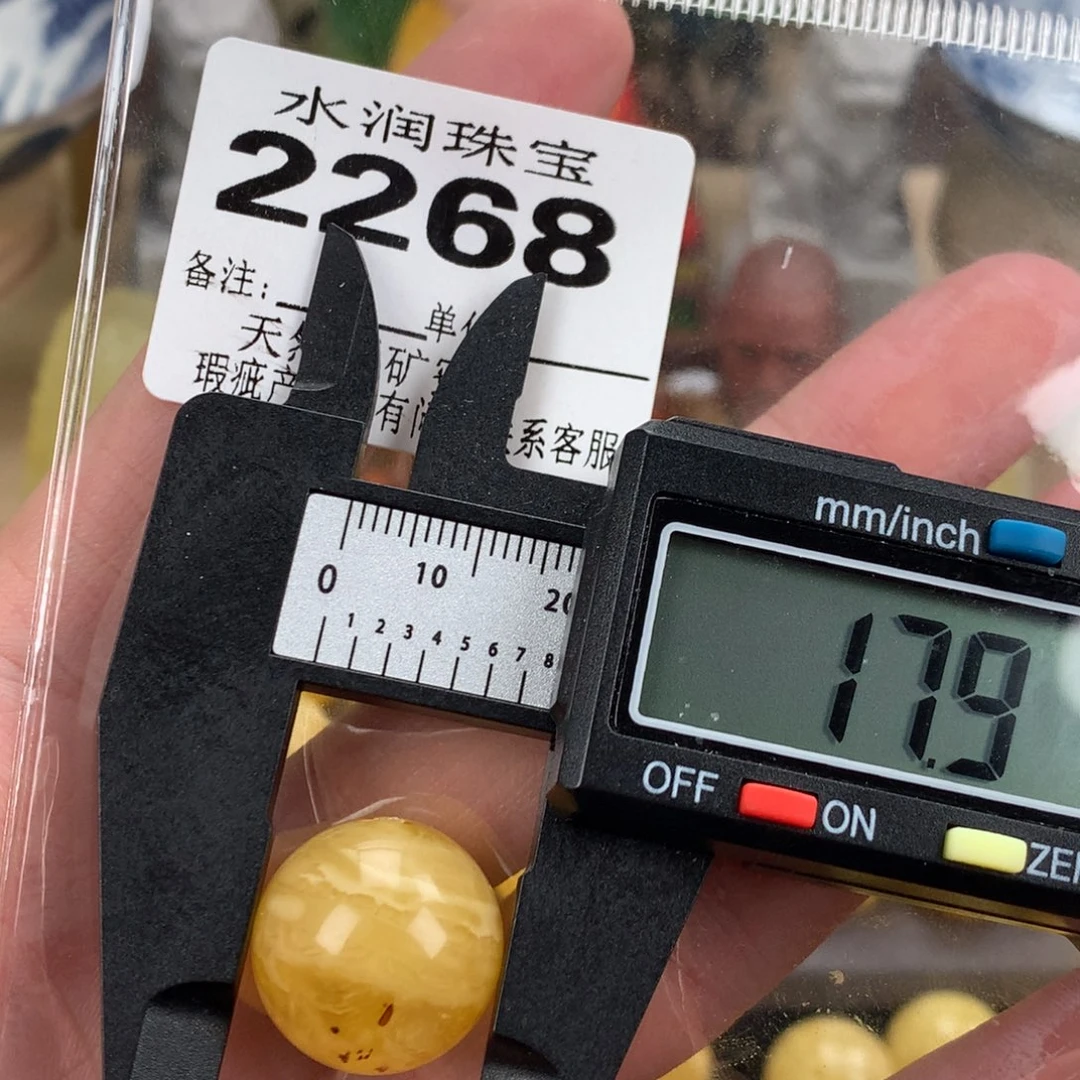 水润珠宝
2268
备注: 单
天 矿
瑕疵产 有 系客服
mm/inch
0 10
1 2 3 4 5 6 7 8
17.9
OFF ON